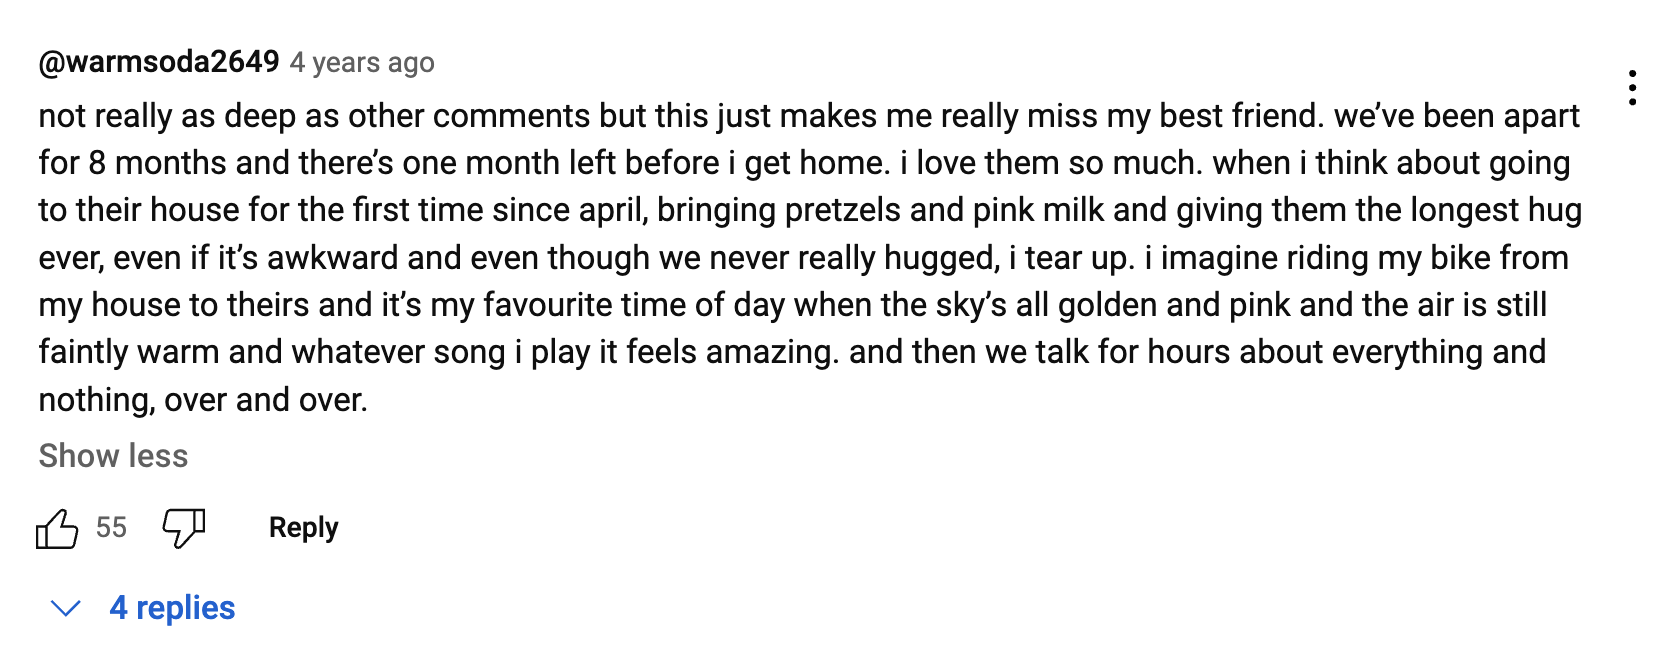 @warmsoda2649 4 years ago
not really as deep as other comments but this just makes me really miss my best friend. we’ve been apart
for 8 months and there’s one month left before i get home. i love them so much. when i think about going
to their house for the first time since april, bringing pretzels and pink milk and giving them the longest hug
ever, even if it’s awkward and even though we never really hugged, i tear up. i imagine riding my bike from
my house to theirs and it’s my favourite time of day when the sky’s all golden and pink and the air is still
faintly warm and whatever song i play it feels amazing. and then we talk for hours about everything and
nothing, over and over.
Show less
55 Reply
4 replies